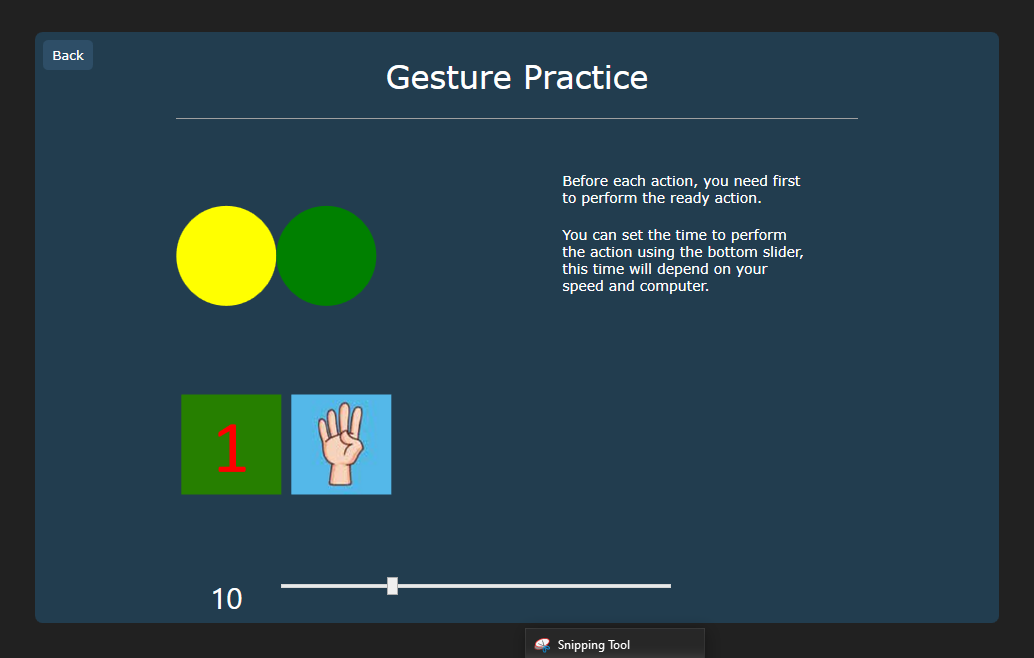 Back
Gesture Practice
Before each action, you need first
to perform the ready action.
You can set the time to perform
the action using the bottom slider,
this time will depend on your
speed and computer.
1
10
Snipping Tool